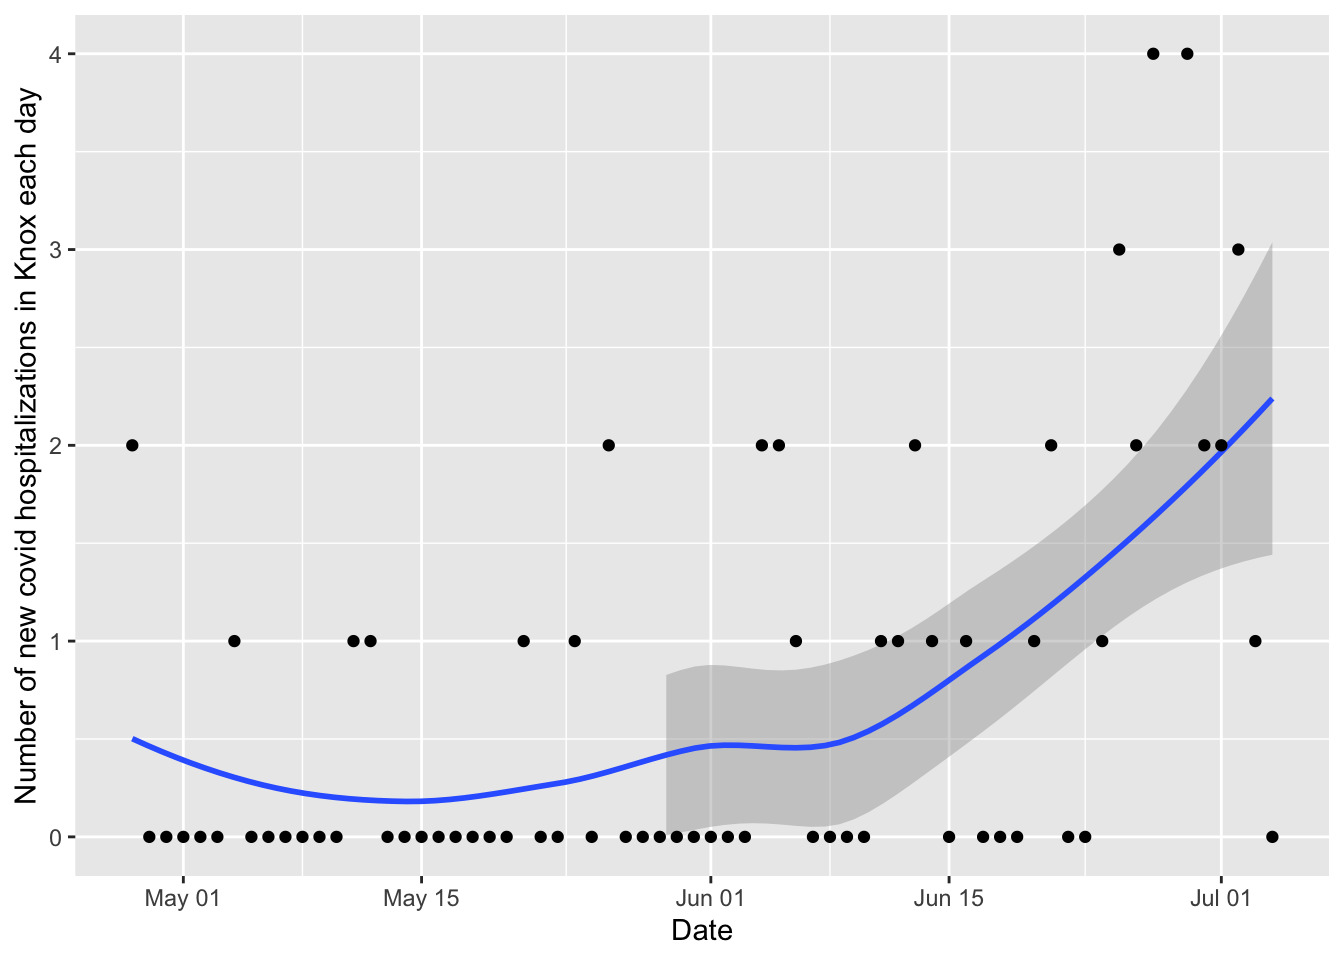 Number of new covid hospitalizations in Knox each day
4
3
2
1
0
May 01
May 15
Jun 01
Jun 15
Jul 01
Date